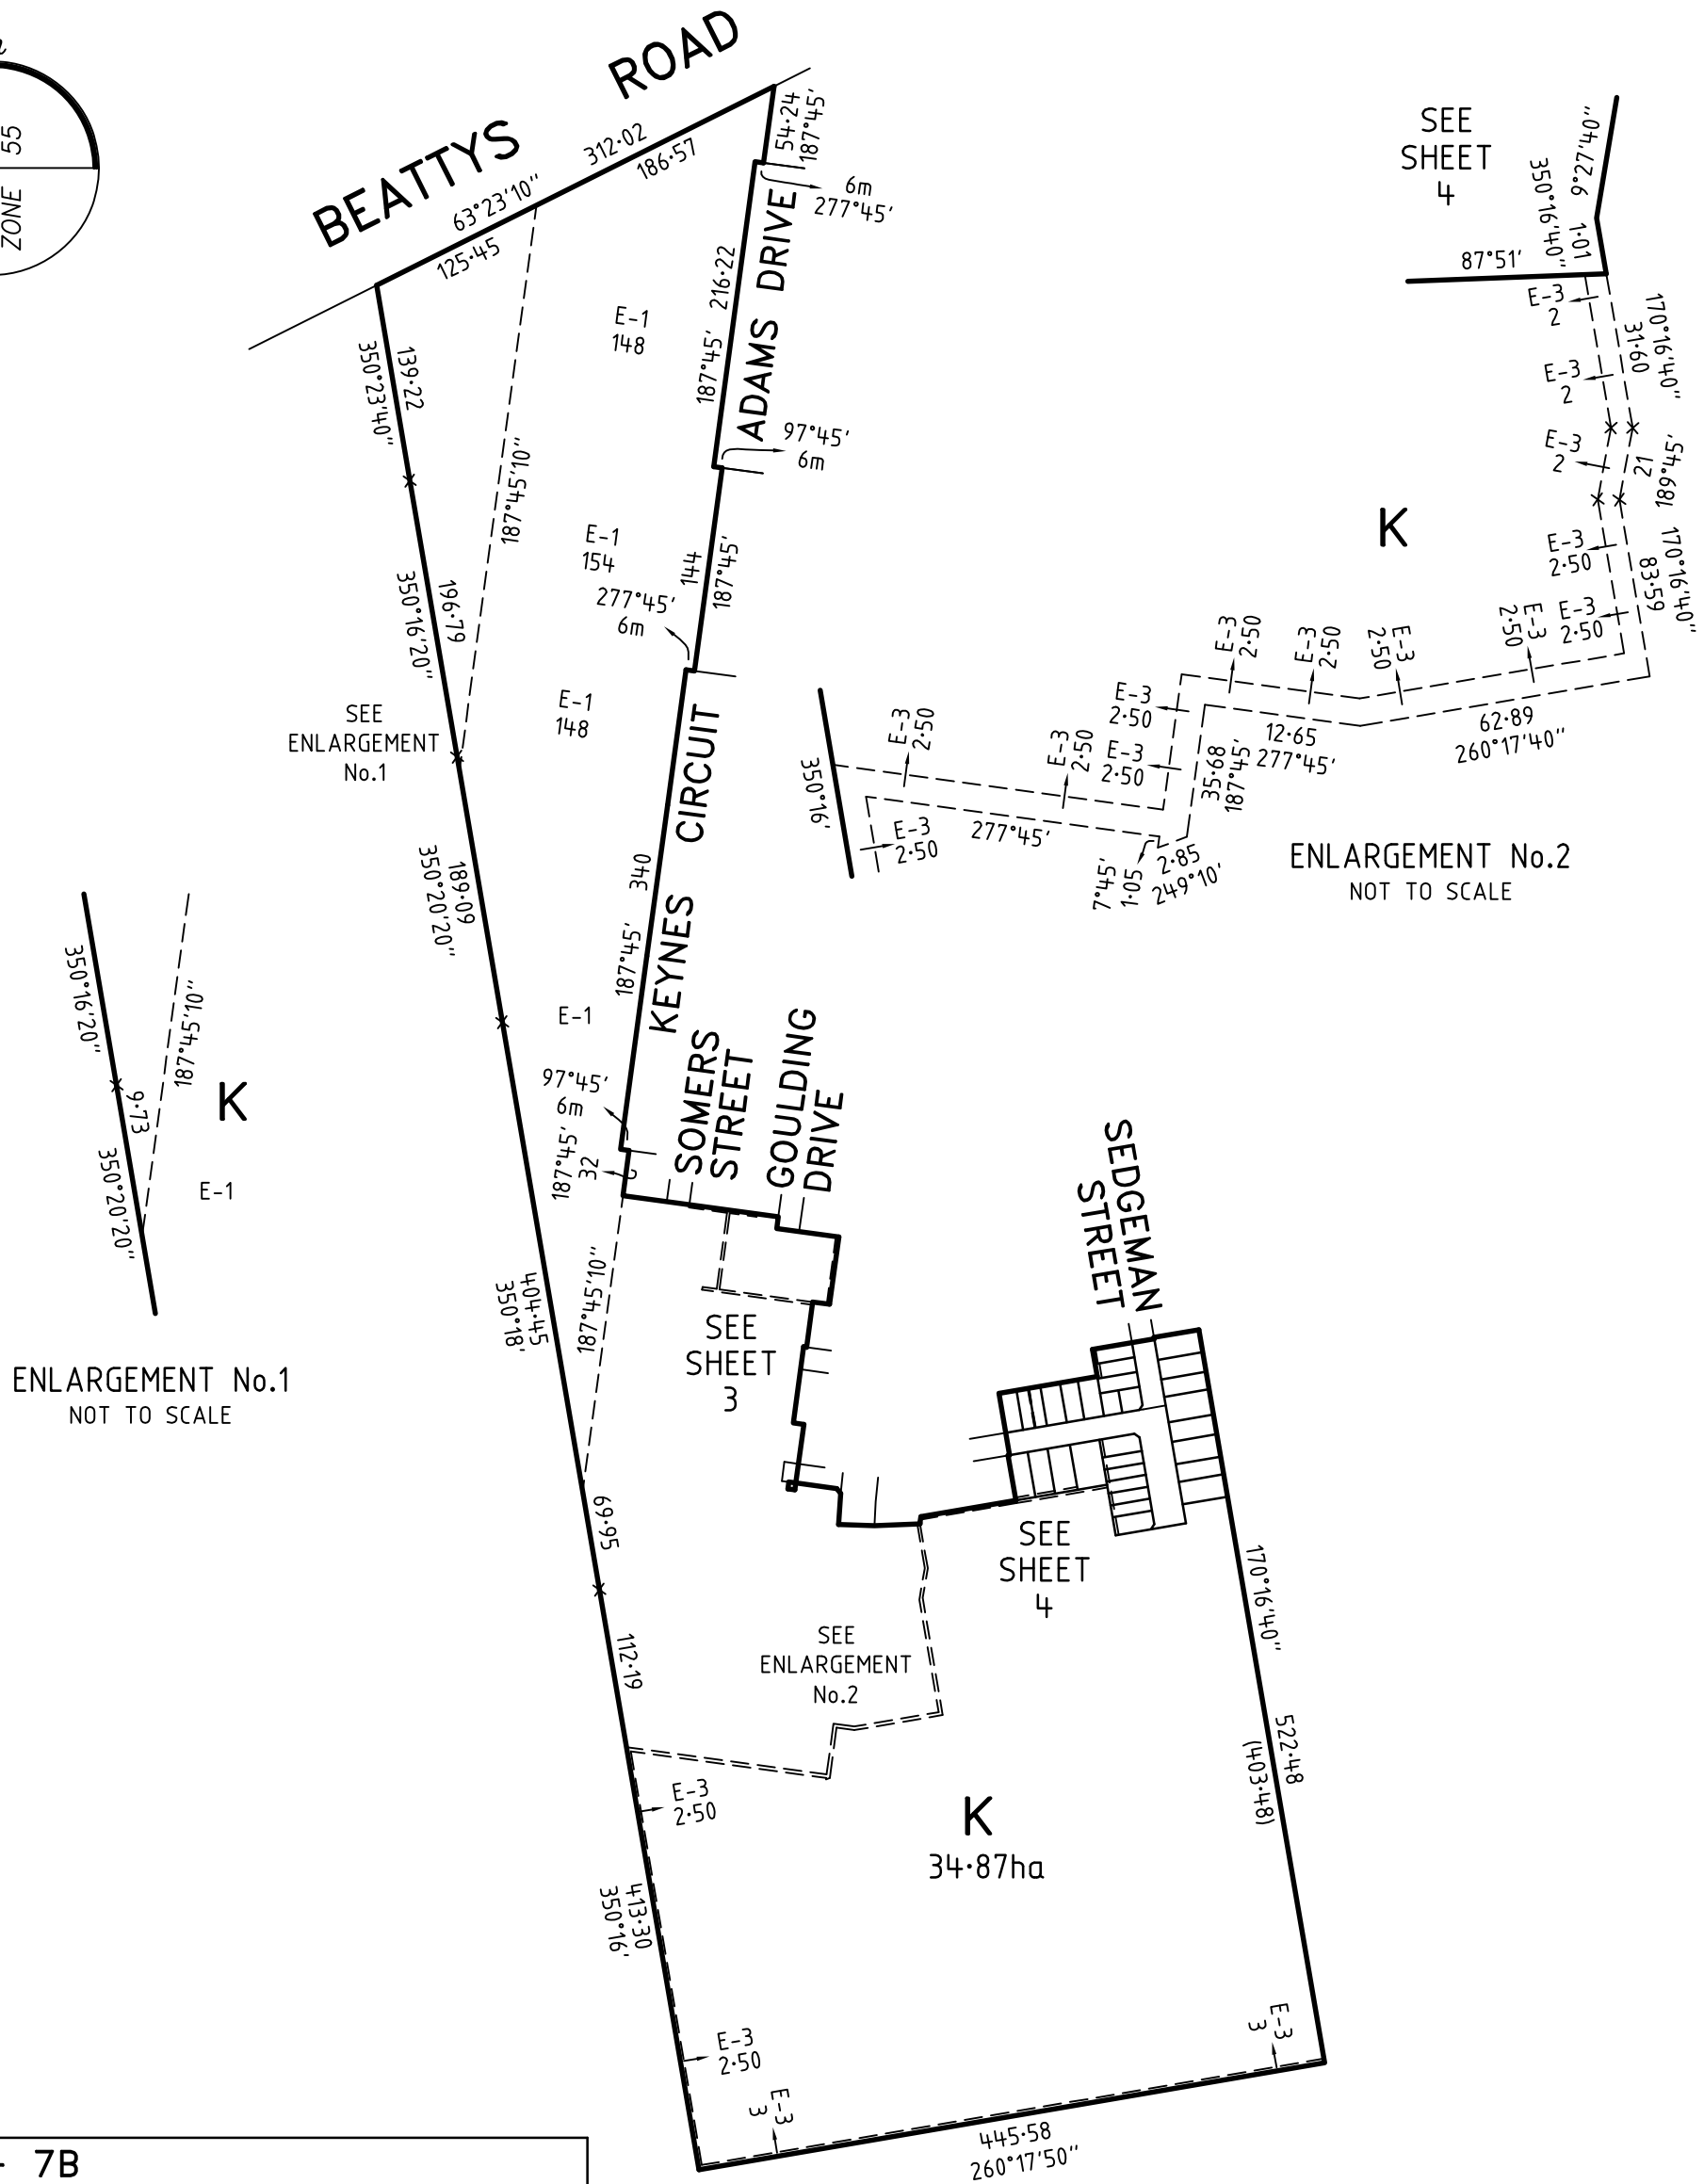 55
ZONE
BEATTYS ROAD
312·02
63°23'10"
186·57
125·45
54·24
187°45'
6m
277°45'
216·22
187°45'
ADAMS DRIVE
E-1
148
139·22
350°23'40"
187°45'10"
97°45'
6m
E-1
154
144
187°45'
277°45'
6m
196·79
350°16'20"
E-1
148
SEE
ENLARGEMENT
No.1
KEYNES CIRCUIT
340
187°45'
189·09
350°20'20"
E-1
97°45'
6m
187°45'
32
SOMERS
STREET
GOULDING
DRIVE
404·45
350°18'
187°45'10"
SEE
SHEET
3
SEDGEMAN
STREET
SEE
SHEET
4
69·95
112·19
SEE
ENLARGEMENT
No.2
170°16'40"
522·48
(403·48)
E-3
2·50
K
34·87ha
413·30
350°16'
E-3
2·50
E-3
3
E-3
3
445·58
260°17'50"
350°16'20"
187°45'10"
9·73
K
350°20'20"
E-1
ENLARGEMENT No.1
NOT TO SCALE
SEE
SHEET
4
9°27'40"
350°16'40"
1·01
87°51'
E-3
2
170°16'40"
31·60
E-3
2
E-3
2
21
189°45'
K
E-3
2·50
170°16'40"
83·59
E-3
2·50
E-3
2·50
E-3
2·50
E-3
2·50
E-3
2·50
E-3
2·50
12·65
277°45'
62·89
260°17'40"
E-3
2·50
E-3
2·50
E-3
2·50
35·68
187°45'
350°16'
277°45'
E-3
2·50
7°45'
1·05
2·85
249°10'
ENLARGEMENT No.2
NOT TO SCALE
7B